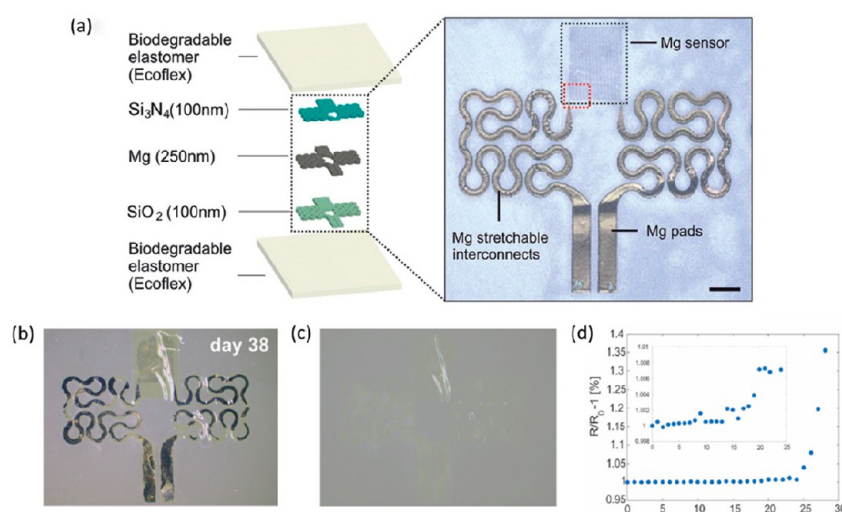 (a)
Biodegradable
elastomer
(Ecoflex)
Si₃N₄(100nm)
Mg (250nm)
SiO₂ (100nm)
Biodegradable
elastomer
(Ecoflex)
Mg sensor
Mg stretchable
interconnects
Mg pads
(b)
day 38
(c)
(d)
R/R₀-1 [%]
1.4
1.35
1.3
1.25
1.2
1.15
1.1
1.05
1
0.95
0 5 10 15 20 25 30
1.01
1.008
1.006
1.004
1.002
1.000
0 5 10 15 20 25